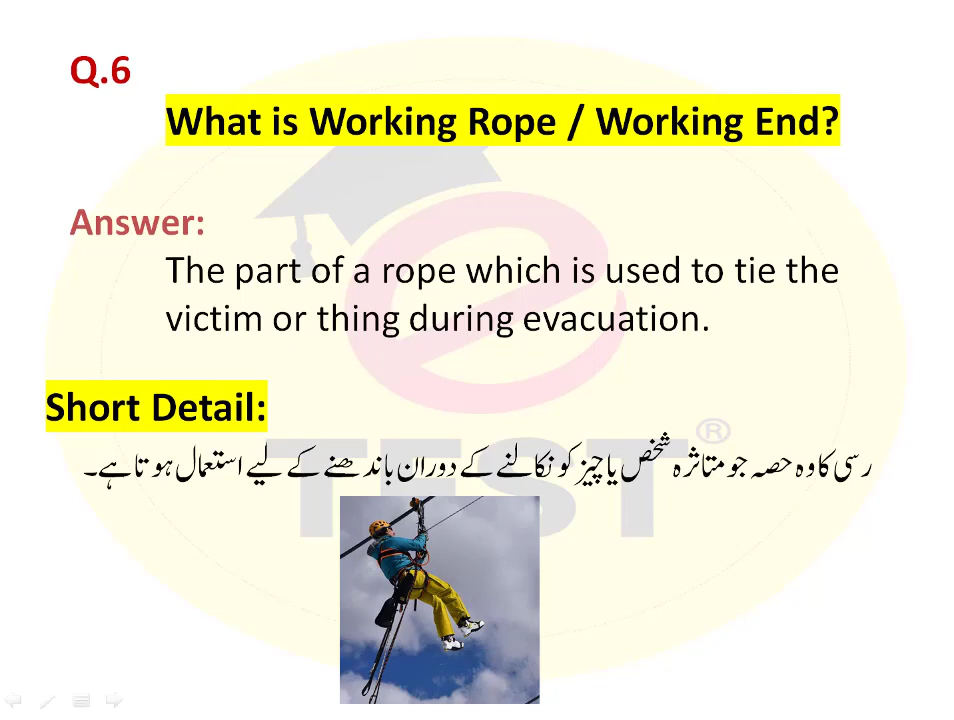 Q.6
What is Working Rope / Working End?
Answer:
The part of a rope which is used to tie the
victim or thing during evacuation.
Short Detail:
رسی کا وہ حصہ جو متاثرہ شخص یا چیز کو نکالنے کے دوران باندھنے کے لیے استعمال ہوتا ہے۔
e
TEST®